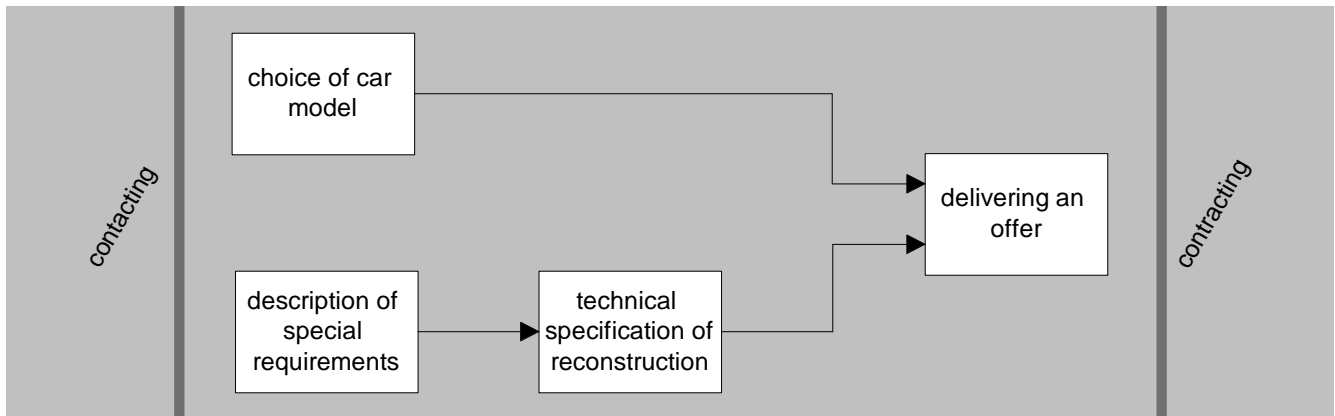 contacting
choice of car
model
description of
special
requirements
technical
specification of
reconstruction
delivering an
offer
contracting